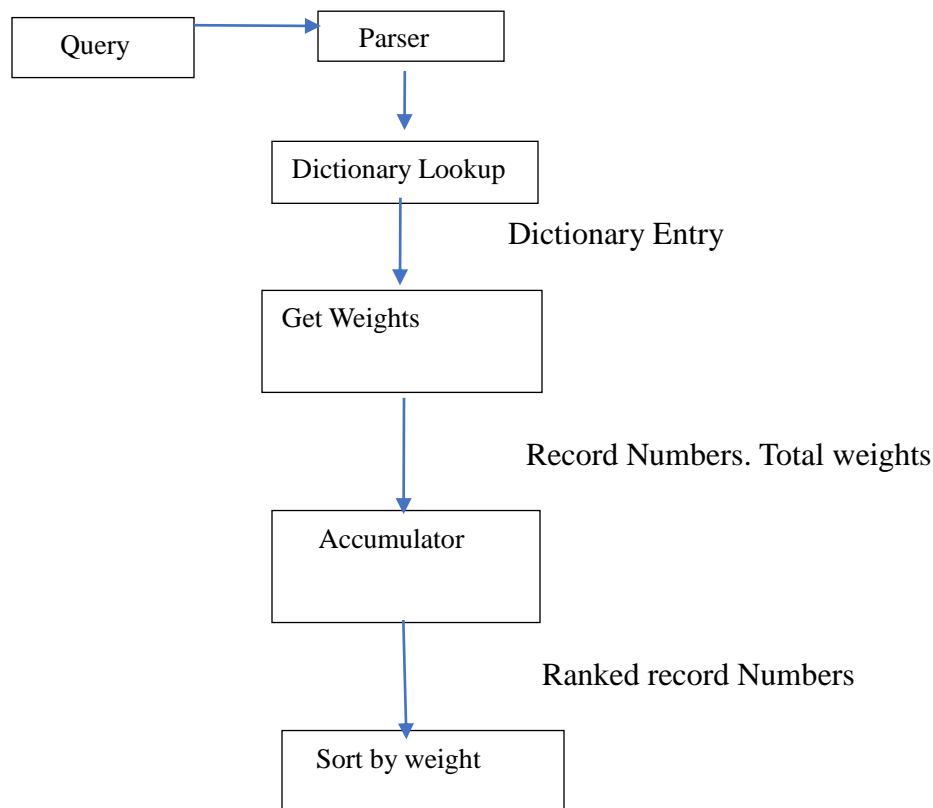 Query
Parser
Dictionary Lookup
Dictionary Entry
Get Weights
Record Numbers. Total weights
Accumulator
Ranked record Numbers
Sort by weight